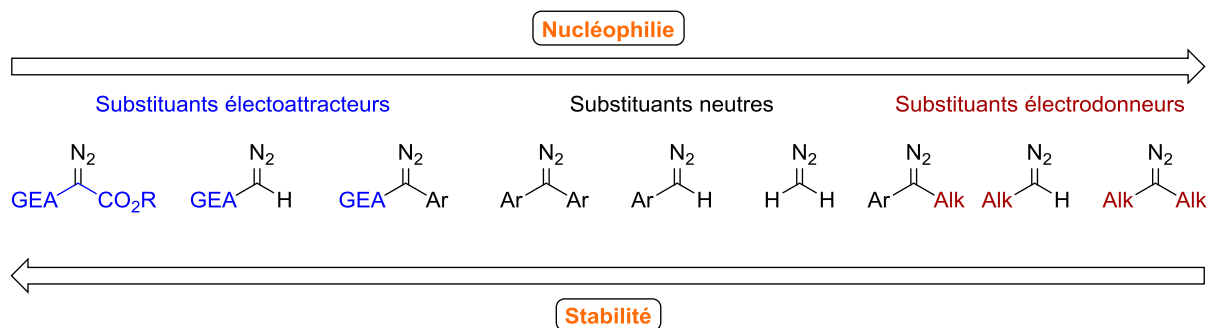 Nucléophilie
Substituants électoattracteurs Substituants neutres Substituants électrodonneurs
N2 N2 N2 N2 N2 N2 N2 N2 N2
GEA CO2R GEA H GEA Ar Ar Ar Ar H H H Ar Alk Alk H Alk Alk
Stabilité